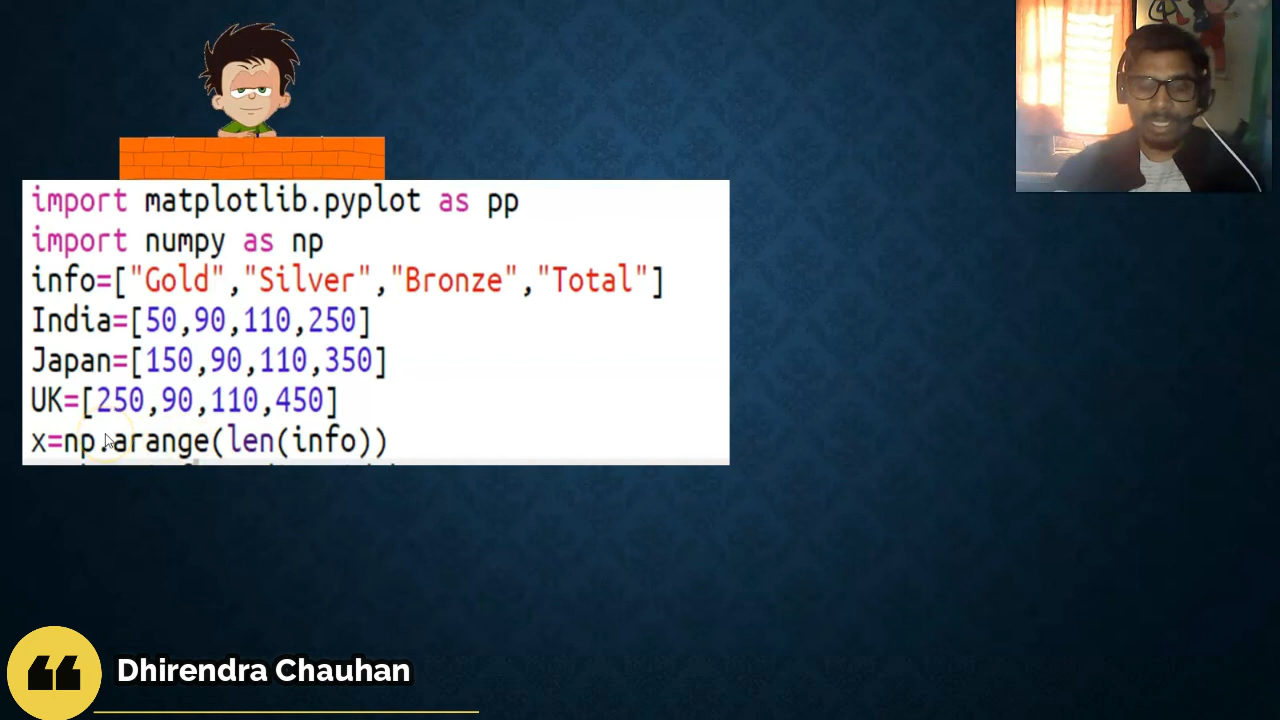 import matplotlib.pyplot as pp
import numpy as np
info=["Gold","Silver","Bronze","Total"]
India=[50,90,110,250]
Japan=[150,90,110,350]
UK=[250,90,110,450]
x=np.arange(len(info))
Dhirendra Chauhan